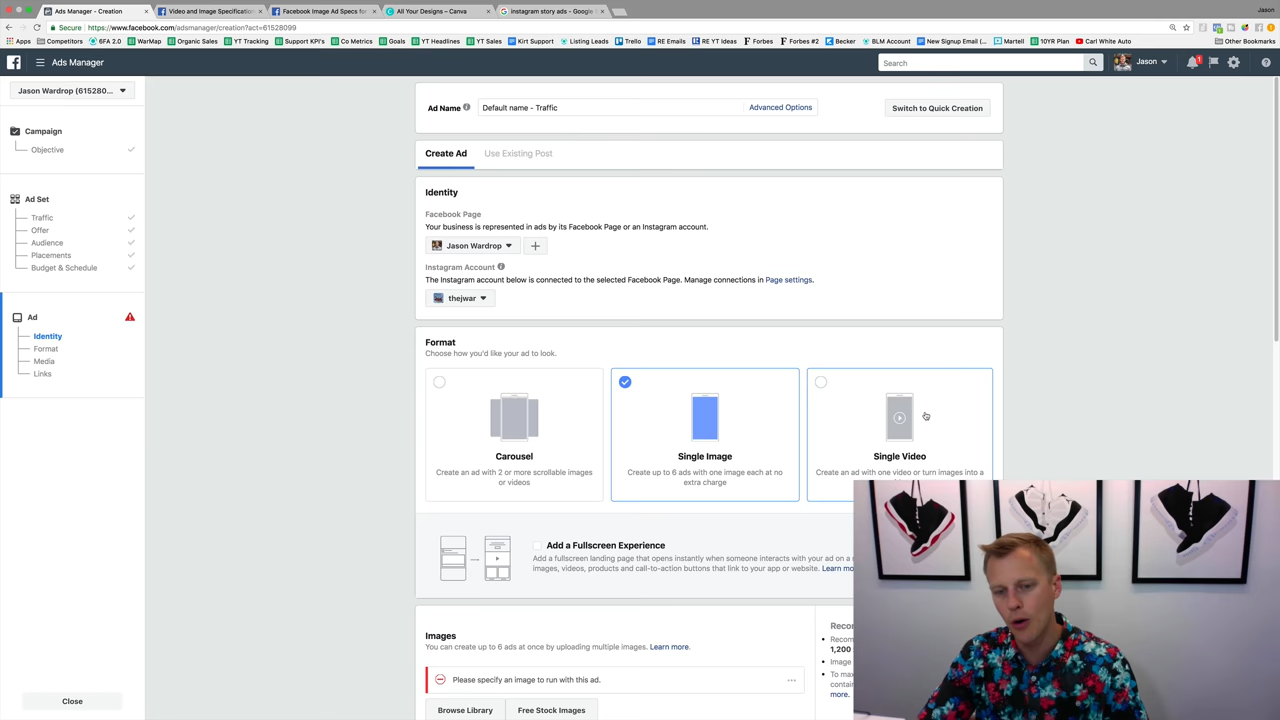 Ads Manager - Creation
Video and Image Specification
Facebook Image Ad Specs for
All Your Designs – Canva
instagram story ads - Google
Jason
Secure
https://www.facebook.com/adsmanager/creation?act=61528099
Apps
Competitors
6FA 2.0
WarMap
Organic Sales
YT Tracking
Support KPI's
Co Metrics
Goals
YT Headlines
YT Sales
Kirt Support
Listing Leads
Trello
RE Emails
RE YT Ideas
Forbes
Forbes #2
Becker
BLM Account
New Signup Email (...
Martell
10YR Plan
Carl White Auto
Other Bookmarks
Ads Manager
Search
Jason
1
Jason Wardrop (615280...
Campaign
Objective
Ad Set
Traffic
Offer
Audience
Placements
Budget & Schedule
Ad
Identity
Format
Media
Links
Close
Ad Name
Default name - Traffic
Advanced Options
Switch to Quick Creation
Create Ad
Use Existing Post
Identity
Facebook Page
Your business is represented in ads by its Facebook Page or an Instagram account.
Jason Wardrop
Instagram Account
The Instagram account below is connected to the selected Facebook Page. Manage connections in Page settings.
thejwar
Format
Choose how you'd like your ad to look.
Carousel
Create an ad with 2 or more scrollable images
or videos
Single Image
Create up to 6 ads with one image each at no
extra charge
Single Video
Create an ad with one video or turn images into a
Add a Fullscreen Experience
Add a fullscreen landing page that opens instantly when someone interacts with your ad on a
images, videos, products and call-to-action buttons that link to your app or website. Learn mo
Images
You can create up to 6 ads at once by uploading multiple images. Learn more.
Please specify an image to run with this ad.
Browse Library
Free Stock Images
Reco
Recom
1,200
Image
To ma
contai
more.